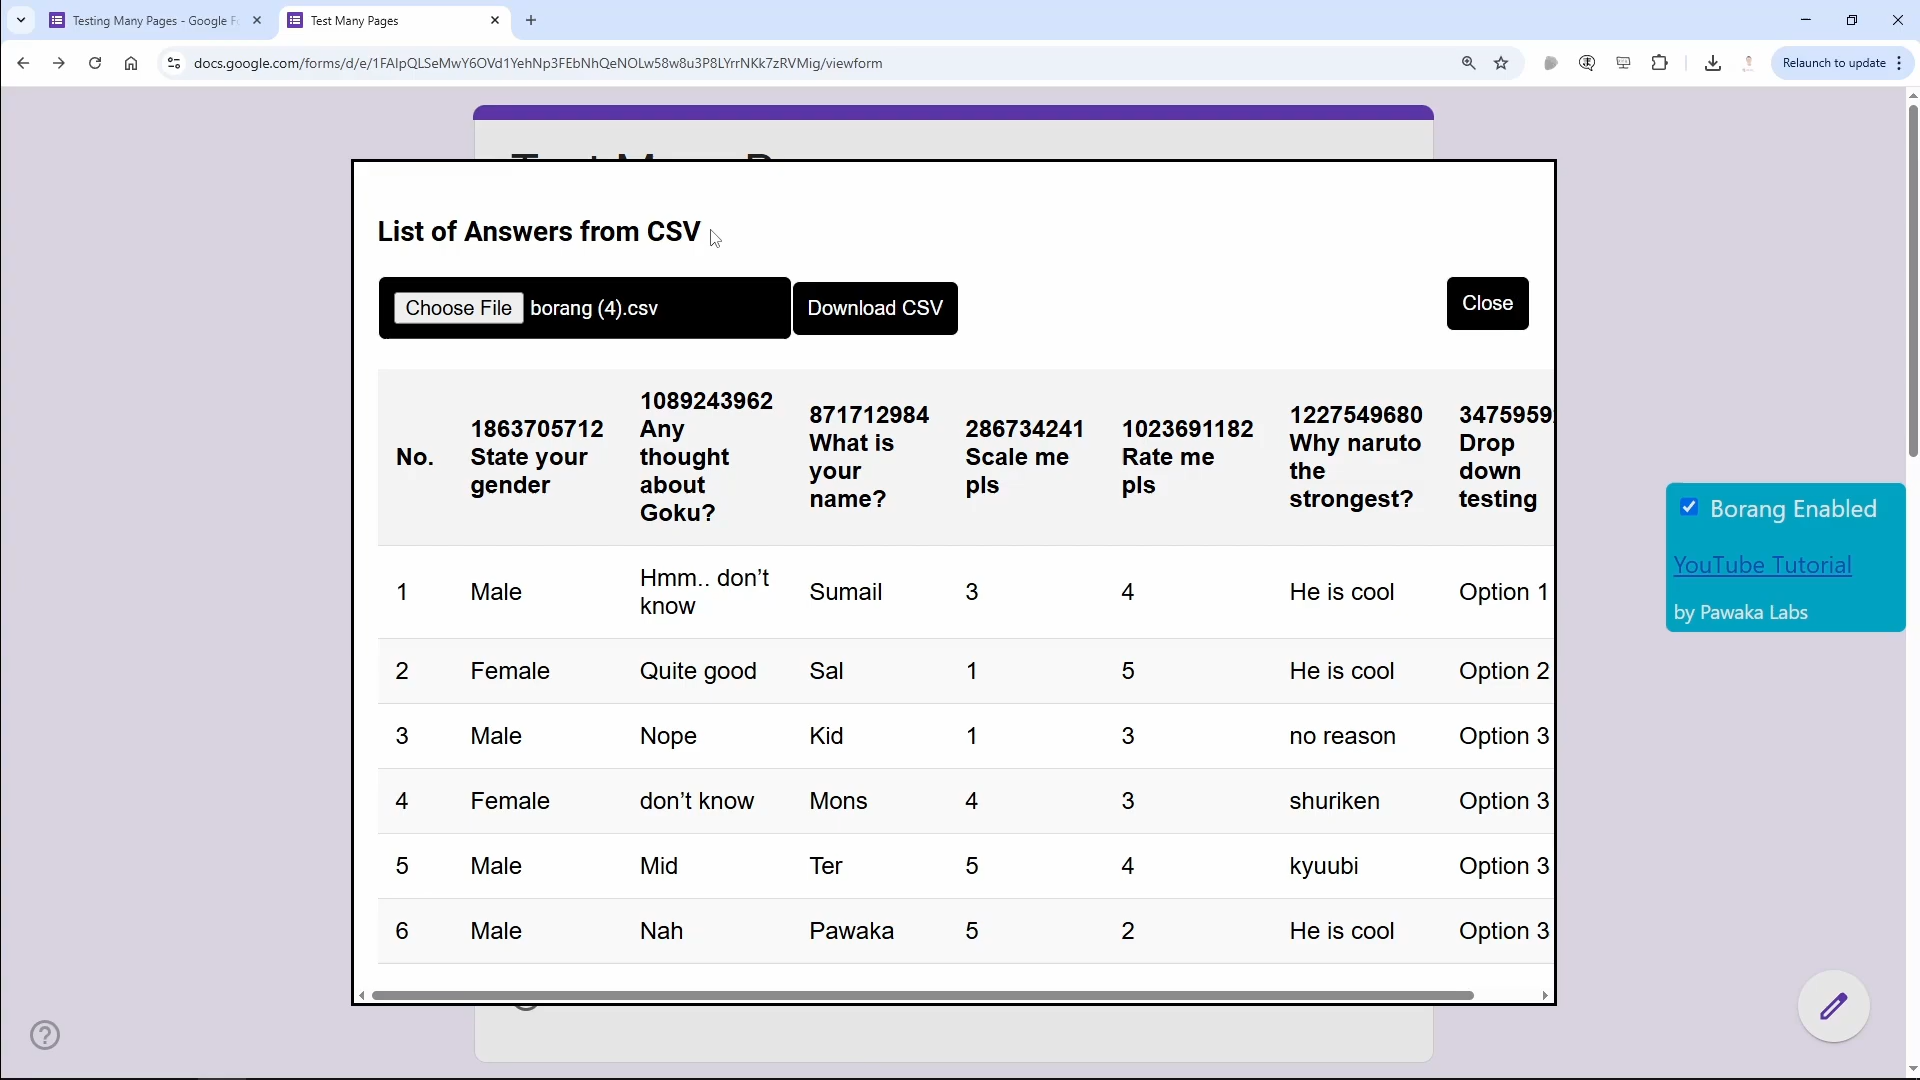 Testing Many Pages - Google Fo
Test Many Pages
docs.google.com/forms/d/e/1FAIpQLSeMwY6OVd1YehNp3FEbNhQeNOLw58w8u3P8LYrrNKk7zRVMig/viewform
Relaunch to update
List of Answers from CSV
Choose File borang (4).csv
Download CSV
Close
No.
1863705712
State your
gender
1089243962
Any
thought
about
Goku?
871712984
What is
your
name?
286734241
Scale me
pls
1023691182
Rate me
pls
1227549680
Why naruto
the
strongest?
3475959
Drop
down
testing
1 Male Hmm.. don't know Sumail 3 4 He is cool Option 1
2 Female Quite good Sal 1 5 He is cool Option 2
3 Male Nope Kid 1 3 no reason Option 3
4 Female don't know Mons 4 3 shuriken Option 3
5 Male Mid Ter 5 4 kyuubi Option 3
6 Male Nah Pawaka 5 2 He is cool Option 3
Borang Enabled
YouTube Tutorial
by Pawaka Labs